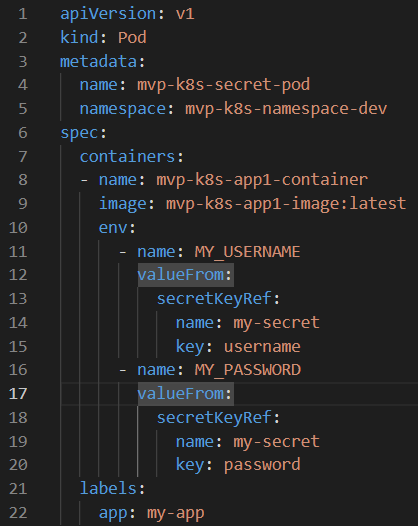 1 apiVersion: v1
2 kind: Pod
3 metadata:
4   name: mvp-k8s-secret-pod
5   namespace: mvp-k8s-namespace-dev
6 spec:
7   containers:
8   - name: mvp-k8s-app1-container
9     image: mvp-k8s-app1-image:latest
10     env:
11       - name: MY_USERNAME
12         valueFrom:
13           secretKeyRef:
14             name: my-secret
15             key: username
16       - name: MY_PASSWORD
17         valueFrom:
18           secretKeyRef:
19             name: my-secret
20             key: password
21   labels:
22     app: my-app